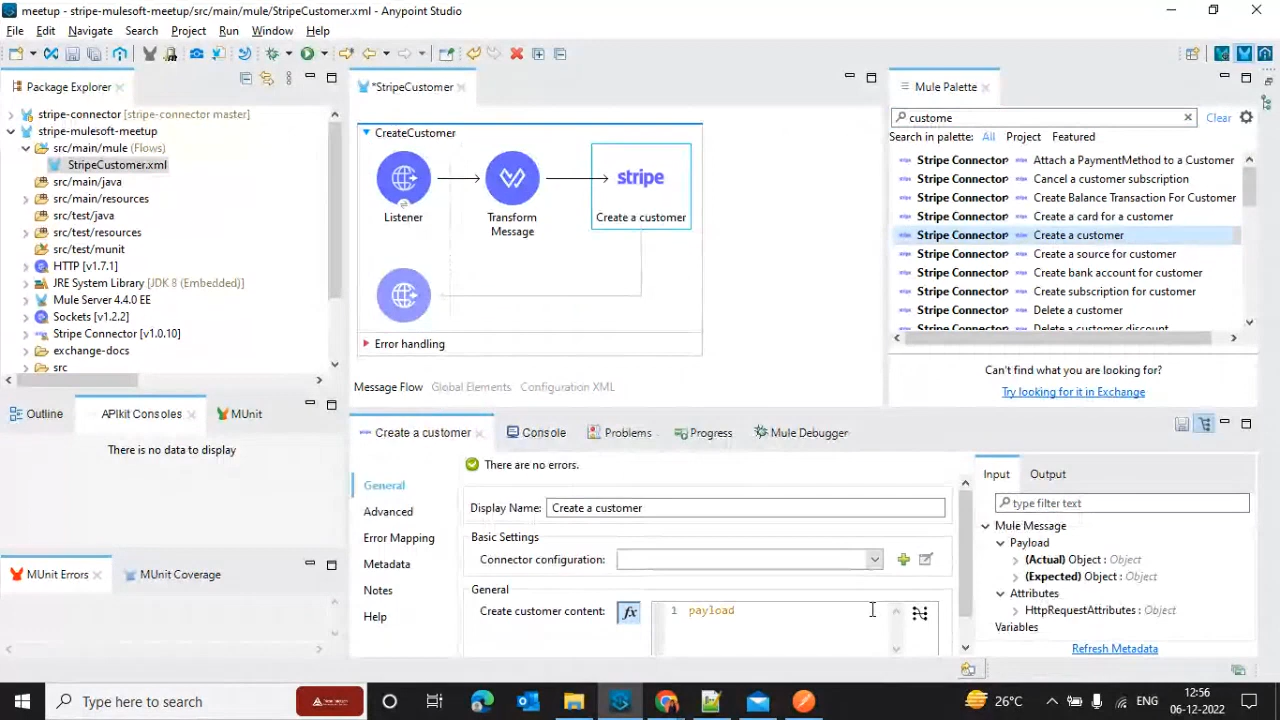 meetup - stripe-mulesoft-meetup/src/main/mule/StripeCustomer.xml - Anypoint Studio
File Edit Navigate Search Project Run Window Help
Package Explorer
stripe-connector [stripe-connector master]
stripe-mulesoft-meetup
src/main/mule (Flows)
StripeCustomer.xml
src/main/java
src/main/resources
src/test/java
src/test/resources
src/test/munit
HTTP [v1.7.1]
JRE System Library [JDK 8 (Embedded)]
Mule Server 4.4.0 EE
Sockets [v1.2.2]
Stripe Connector [v1.0.10]
exchange-docs
src
Outline APIkit Consoles MUnit
There is no data to display
MUnit Errors MUnit Coverage
*StripeCustomer
CreateCustomer
Listener
Transform
Message
stripe
Create a customer
Error handling
Message Flow Global Elements Configuration XML
Mule Palette
custome Clear
Search in palette: All Project Featured
Stripe Connector Attach a PaymentMethod to a Customer
Stripe Connector Cancel a customer subscription
Stripe Connector Create Balance Transaction For Customer
Stripe Connector Create a card for a customer
Stripe Connector Create a customer
Stripe Connector Create a source for customer
Stripe Connector Create bank account for customer
Stripe Connector Create subscription for customer
Stripe Connector Delete a customer
Stripe Connector Delete a customer discount
Can't find what you are looking for?
Try looking for it in Exchange
Create a customer Console Problems Progress Mule Debugger
General
Advanced
Error Mapping
Metadata
Notes
Help
There are no errors.
Display Name: Create a customer
Basic Settings
Connector configuration:
General
Create customer content: fx 1 payload
Input Output
type filter text
Mule Message
Payload
(Actual) Object : Object
(Expected) Object : Object
Attributes
HttpRequestAttributes : Object
Variables
Refresh Metadata
Type here to search
26°C ENG 12:56
06-12-2022